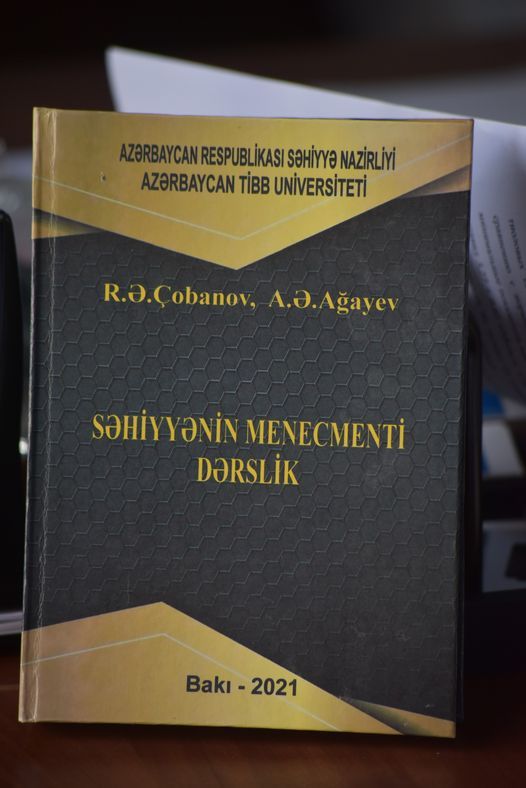 AZƏRBAYCAN RESPUBLİKASI SƏHİYYƏ NAZİRLİYİ
AZƏRBAYCAN TİBB UNİVERSİTETİ
R.Ə.Çobanov, A.Ə.Ağayev
SƏHİYYƏNİN MENECMENTİ
DƏRSLİK
Bakı - 2021